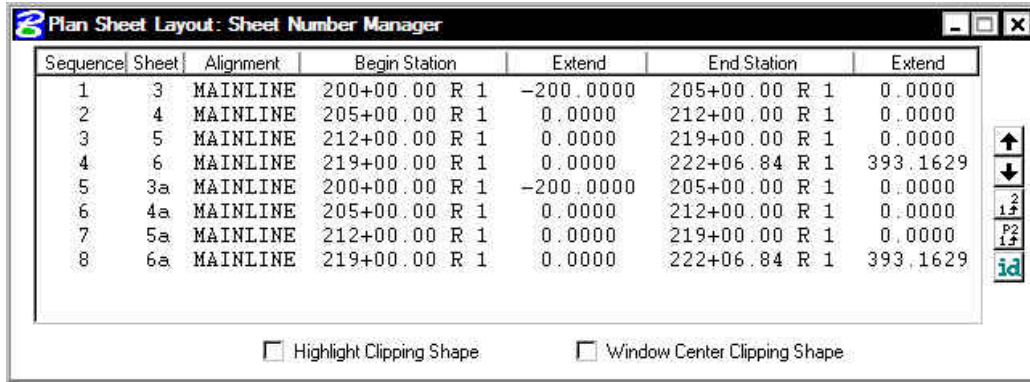 Plan Sheet Layout: Sheet Number Manager
Sequence Sheet Alignment Begin Station Extend End Station Extend
1 3 MAINLINE 200+00.00 R 1 -200.0000 205+00.00 R 1 0.0000
2 4 MAINLINE 205+00.00 R 1 0.0000 212+00.00 R 1 0.0000
3 5 MAINLINE 212+00.00 R 1 0.0000 219+00.00 R 1 0.0000
4 6 MAINLINE 219+00.00 R 1 0.0000 222+06.84 R 1 393.1629
5 3a MAINLINE 200+00.00 R 1 -200.0000 205+00.00 R 1 0.0000
6 4a MAINLINE 205+00.00 R 1 0.0000 212+00.00 R 1 0.0000
7 5a MAINLINE 212+00.00 R 1 0.0000 219+00.00 R 1 0.0000
8 6a MAINLINE 219+00.00 R 1 0.0000 222+06.84 R 1 393.1629
1 2
P2
1 2
id
Highlight Clipping Shape Window Center Clipping Shape